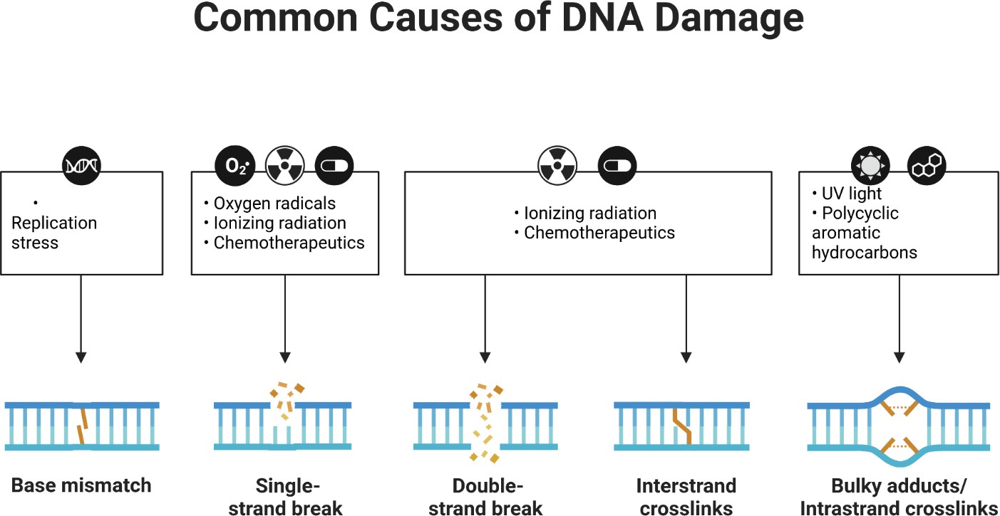 Common Causes of DNA Damage
•
Replication
stress
O₂•
• Oxygen radicals
• Ionizing radiation
• Chemotherapeutics
• Ionizing radiation
• Chemotherapeutics
• UV light
• Polycyclic
aromatic
hydrocarbons
Base mismatch
Single-
strand break
Double-
strand break
Interstrand
crosslinks
Bulky adducts/
Intrastrand crosslinks